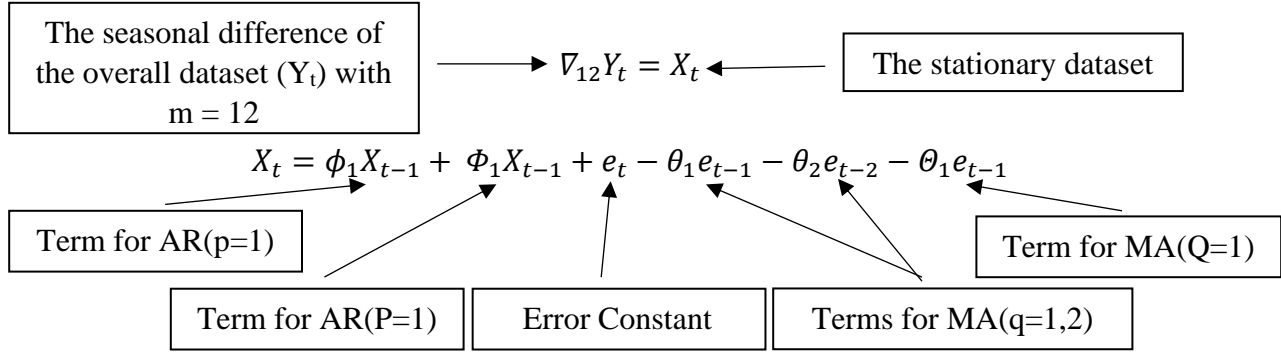 The seasonal difference of
the overall dataset (Yₜ) with
m = 12
∇₁₂Yₜ = Xₜ
The stationary dataset
Xₜ = ϕ₁Xₜ₋₁ + Φ₁Xₜ₋₁ + eₜ − θ₁eₜ₋₁ − θ₂eₜ₋₂ − Θ₁eₜ₋₁
Term for AR(p=1)
Term for MA(Q=1)
Term for AR(P=1)
Error Constant
Terms for MA(q=1,2)